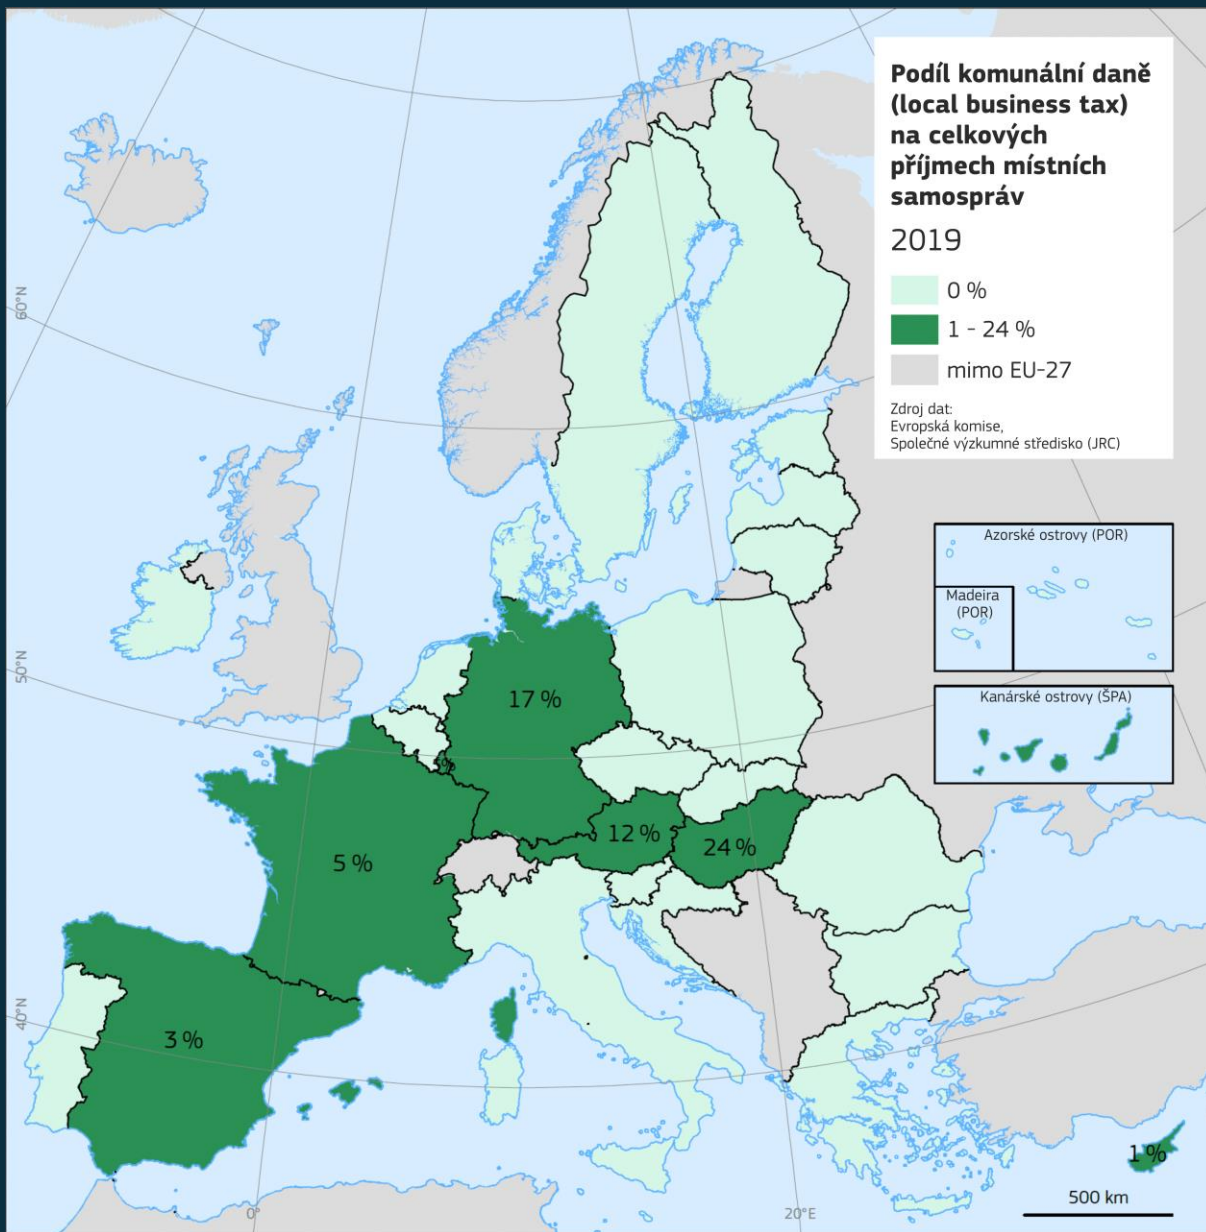 Podíl komunální daně
(local business tax)
na celkových
příjmech místních
samospráv
2019
0 %
1 - 24 %
mimo EU-27
Zdroj dat:
Evropská komise,
Společné výzkumné středisko (JRC)
60°N
Azorské ostrovy (POR)
Madeira
(POR)
50°N
Kanárské ostrovy (ŠPA)
17 %
5%
12 %
24 %
5 %
40°N
3 %
1 %
500 km
0°
20°E